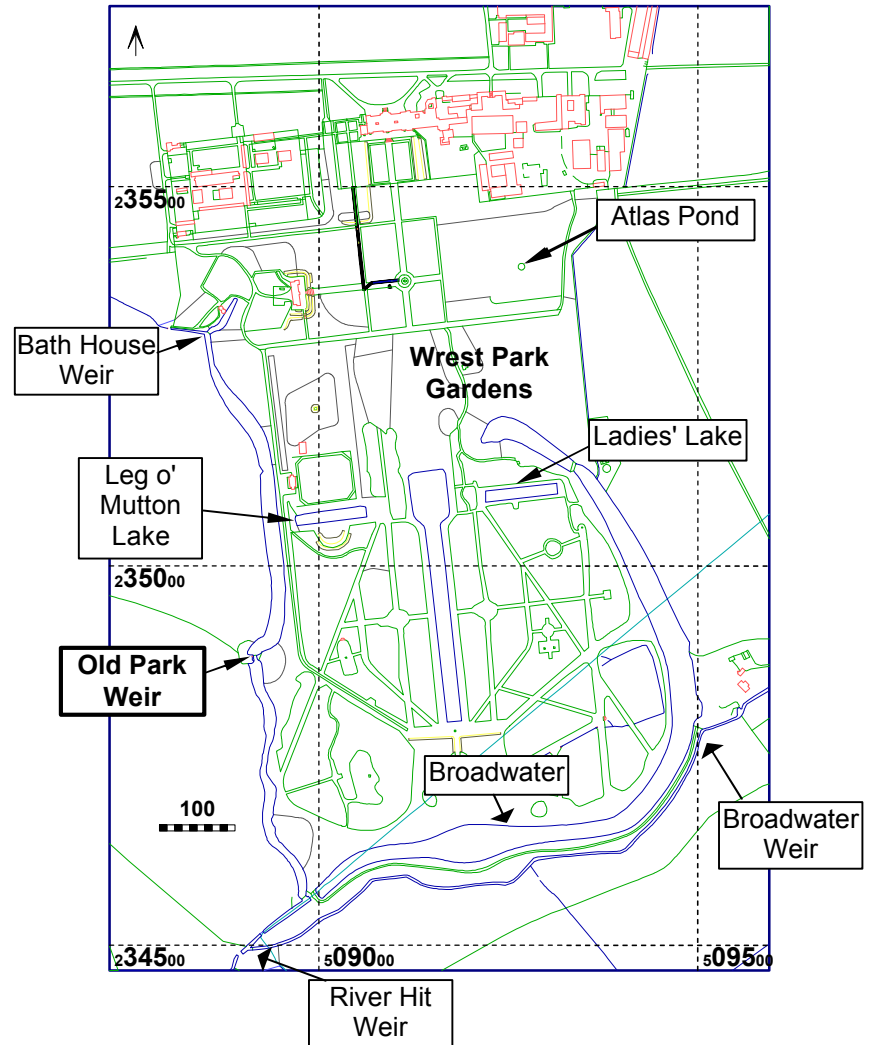 235500
Atlas Pond
Bath House
Weir
Wrest Park
Gardens
Ladies' Lake
Leg o'
Mutton
Lake
235000
Old Park
Weir
Broadwater
100
Broadwater
Weir
234500
509000
509500
River Hit
Weir